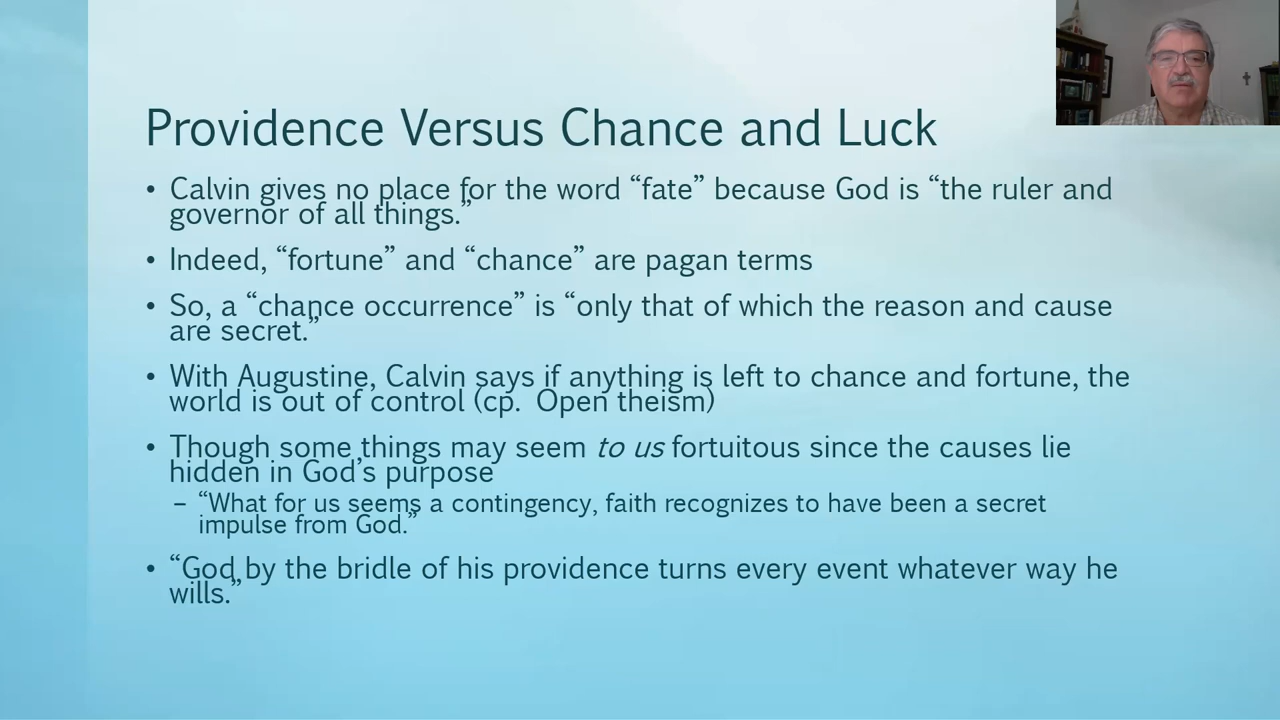 Providence Versus Chance and Luck
• Calvin gives no place for the word “fate” because God is “the ruler and
governor of all things.”
• Indeed, “fortune” and “chance” are pagan terms
• So, a “chance occurrence” is “only that of which the reason and cause
are secret.”
• With Augustine, Calvin says if anything is left to chance and fortune, the
world is out of control (cp. Open theism)
• Though some things may seem to us fortuitous since the causes lie
hidden in God’s purpose
– “What for us seems a contingency, faith recognizes to have been a secret
impulse from God.”
• “God by the bridle of his providence turns every event whatever way he
wills.”